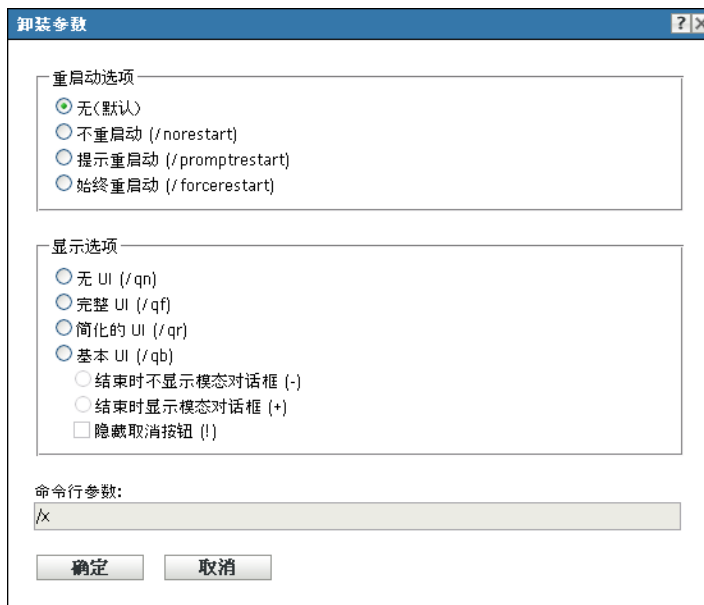 卸装参数
重启动选项
无(默认)
不重启动 (/norestart)
提示重启动 (/promptrestart)
始终重启动 (/forcerestart)
显示选项
无 UI (/qn)
完整 UI (/qf)
简化的 UI (/qr)
基本 UI (/qb)
结束时不显示模态对话框 (-)
结束时显示模态对话框 (+)
隐藏取消按钮 (!)
命令行参数:
/x
确定 取消